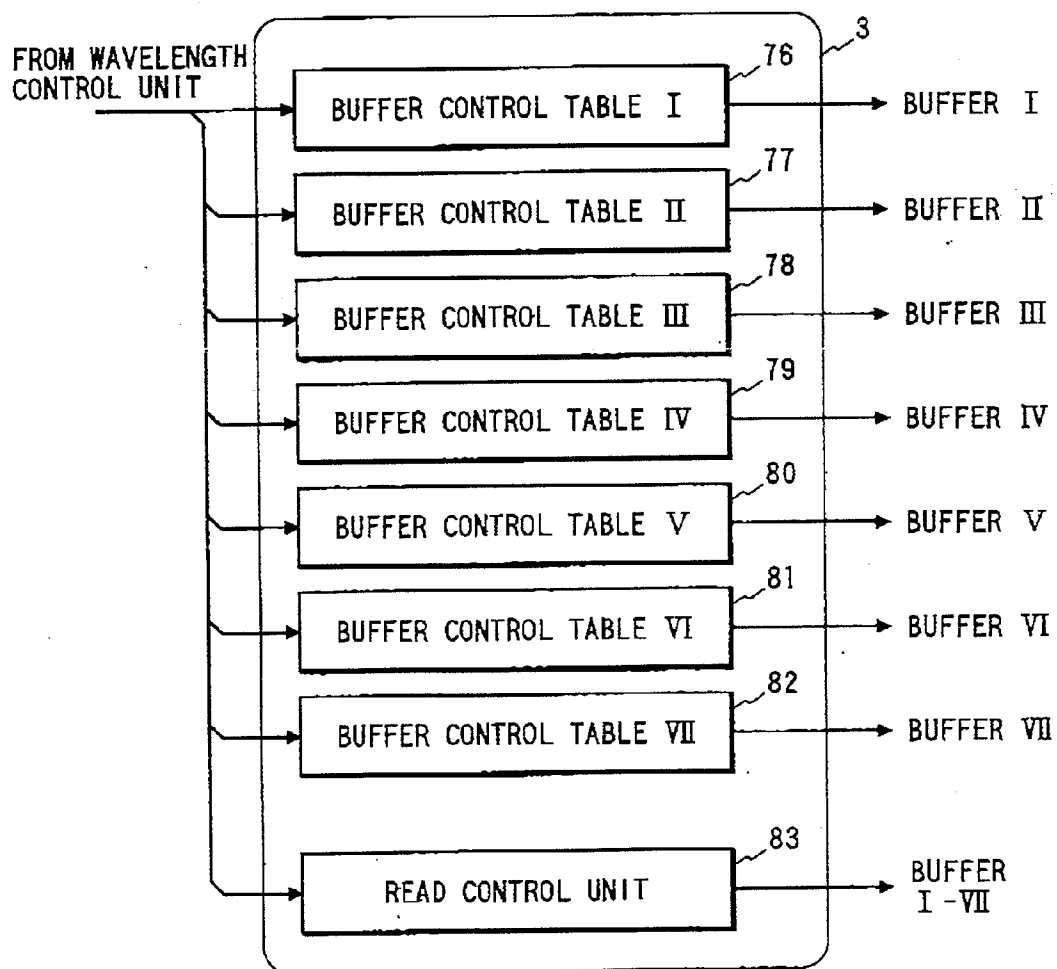 3
FROM WAVELENGTH
CONTROL UNIT
76
BUFFER CONTROL TABLE I
BUFFER I
77
BUFFER CONTROL TABLE II
BUFFER II
78
BUFFER CONTROL TABLE III
BUFFER III
79
BUFFER CONTROL TABLE IV
BUFFER IV
80
BUFFER CONTROL TABLE V
BUFFER V
81
BUFFER CONTROL TABLE VI
BUFFER VI
82
BUFFER CONTROL TABLE VII
BUFFER VII
83
READ CONTROL UNIT
BUFFER
I-VII